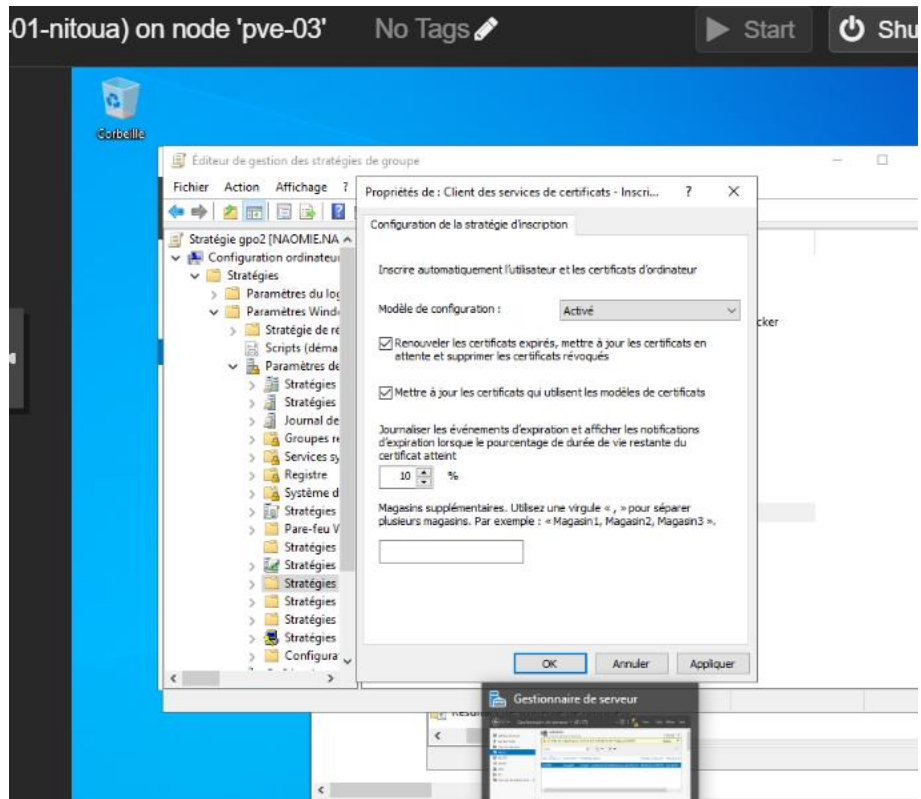 -01-nitoua) on node 'pve-03' No Tags Start Shu
Corbeille
Éditeur de gestion des stratégies de groupe
Fichier Action Affichage ?
Propriétés de : Client des services de certificats - Inscri... ? ×
Configuration de la stratégie d'inscription
Stratégie gpo2 [NAOMIE.NA
Configuration ordinateu
Stratégies
Paramètres du log
Paramètres Wind
Stratégie de ré
Scripts (déma
Paramètres de
Stratégies
Stratégies
Journal de
Groupes re
Services sy
Registre
Système d
Stratégies
Pare-feu V
Stratégies
Stratégies
Stratégies
Stratégies
Stratégies
Stratégies
Configura
Inscrire automatiquement l'utilisateur et les certificats d'ordinateur
Modèle de configuration : Activé
Renouveler les certificats expirés, mettre à jour les certificats en
attente et supprimer les certificats révoqués
Mettre à jour les certificats qui utilisent les modèles de certificats
Journaliser les événements d'expiration et afficher les notifications
d'expiration lorsque le pourcentage de durée de vie restante du
certificat atteint
10 %
Magasins supplémentaires. Utilisez une virgule « , » pour séparer
plusieurs magasins. Par exemple : « Magasin1, Magasin2, Magasin3 ».
OK Annuler Appliquer
cker
Gestionnaire de serveur